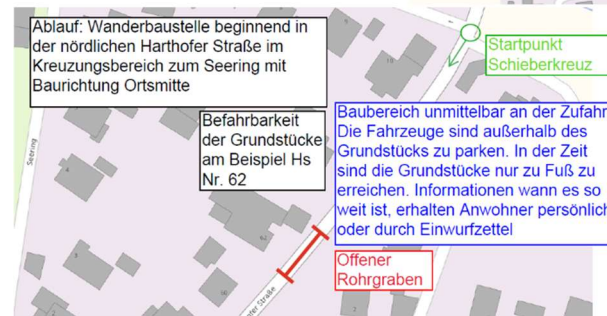 Ablauf: Wanderbaustelle beginnend in
der nördlichen Harthofer Straße im
Kreuzungsbereich zum Seering mit
Baurichtung Ortsmitte
Startpunkt
Schieberkreuz
Befahrbarkeit
der Grundstücke
am Beispiel Hs
Nr. 62
Baubereich unmittelbar an der Zufahr
Die Fahrzeuge sind außerhalb des
Grundstücks zu parken. In der Zeit
sind die Grundstücke nur zu Fuß zu
erreichen. Informationen wann es so
weit ist, erhalten Anwohner persönlich
oder durch Einwurfzettel
Offener
Rohrgraben
Seering
ofer Straße